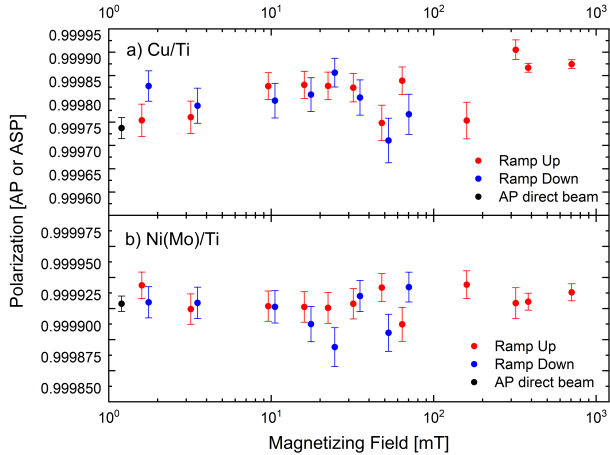 10⁰ 10¹ 10² 10³
0.99995
0.99990
0.99985
0.99980
0.99975
0.99970
0.99965
0.99960
a) Cu/Ti
Ramp Up
Ramp Down
AP direct beam
Polarization [AP or ASP]
0.999975
0.999950
0.999925
0.999900
0.999875
0.999850
b) Ni(Mo)/Ti
Ramp Up
Ramp Down
AP direct beam
10⁰ 10¹ 10² 10³
Magnetizing Field [mT]